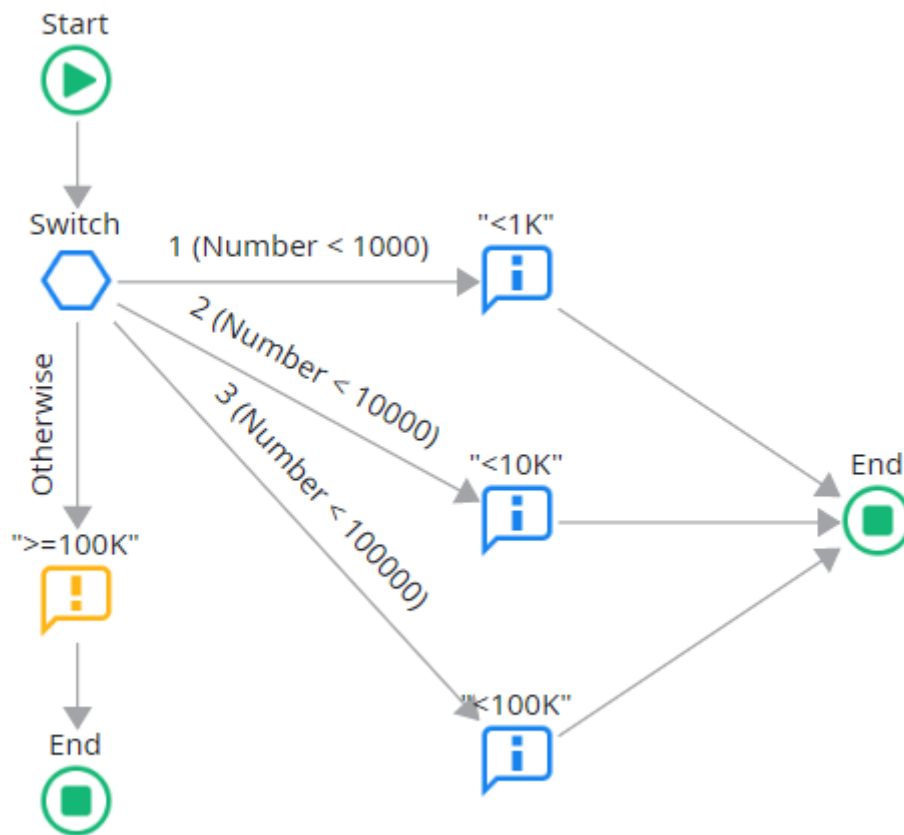 Start
Switch
1 (Number < 1000)
"<1K"
2 (Number < 10000)
3 (Number < 100000)
Otherwise
"<10K"
End
">=100K"
"<100K"
End